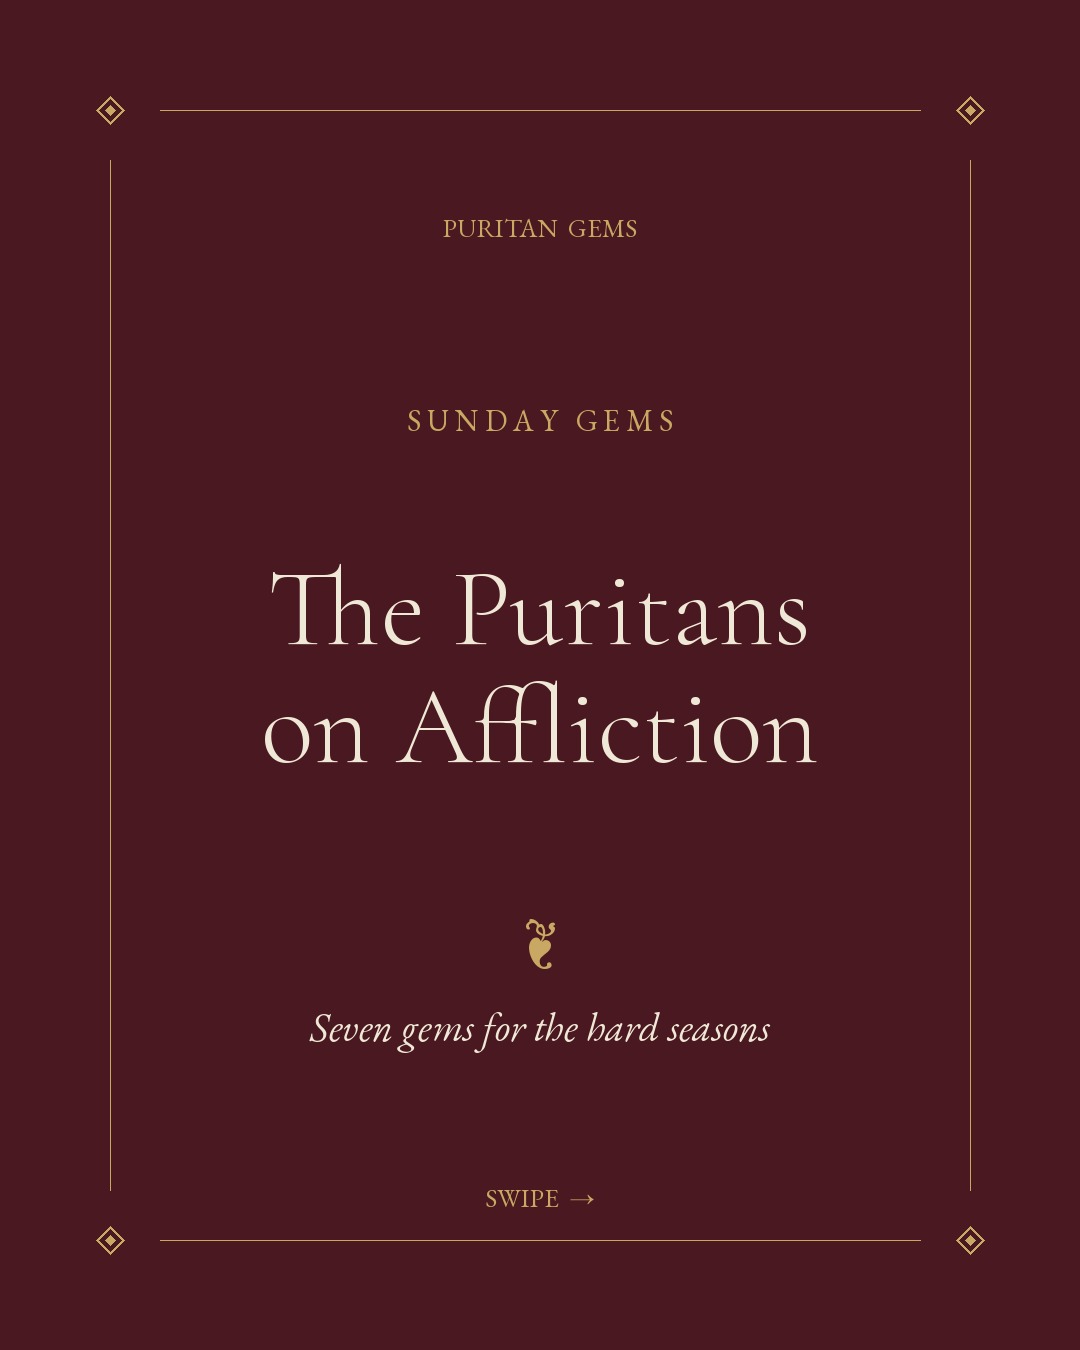 PURITAN GEMS
SUNDAY GEMS
The Puritans
on Affliction
❦
Seven gems for the hard seasons
SWIPE →